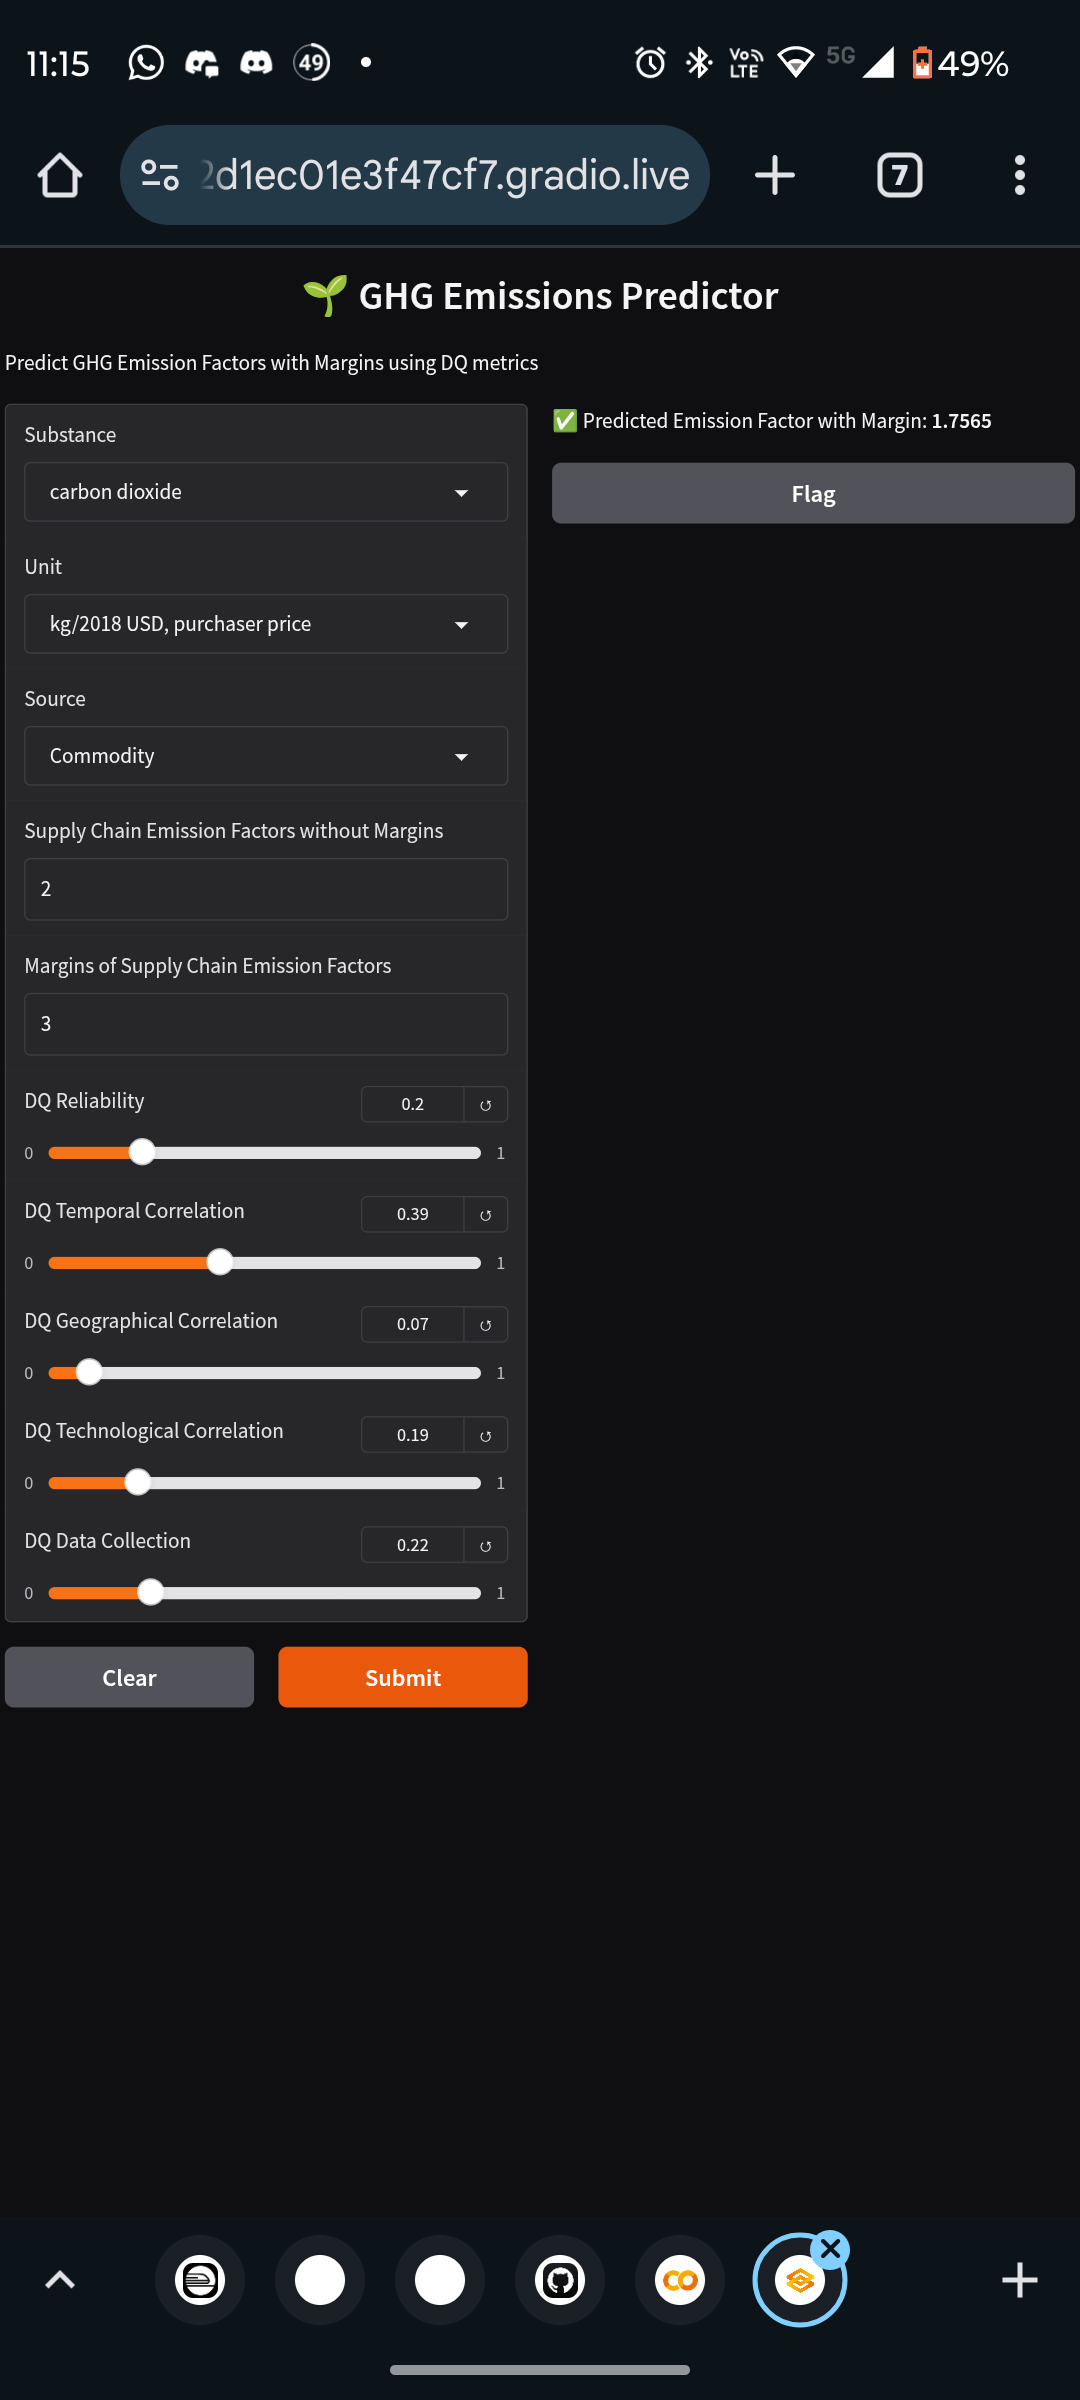 11:15
49
VoLTE
5G
49%
2d1ec01e3f47cf7.gradio.live
7
🌱 GHG Emissions Predictor
Predict GHG Emission Factors with Margins using DQ metrics
Substance
carbon dioxide
Unit
kg/2018 USD, purchaser price
Source
Commodity
Supply Chain Emission Factors without Margins
2
Margins of Supply Chain Emission Factors
3
DQ Reliability
0.2
0
1
DQ Temporal Correlation
0.39
0
1
DQ Geographical Correlation
0.07
0
1
DQ Technological Correlation
0.19
0
1
DQ Data Collection
0.22
0
1
Clear
Submit
✅ Predicted Emission Factor with Margin: 1.7565
Flag